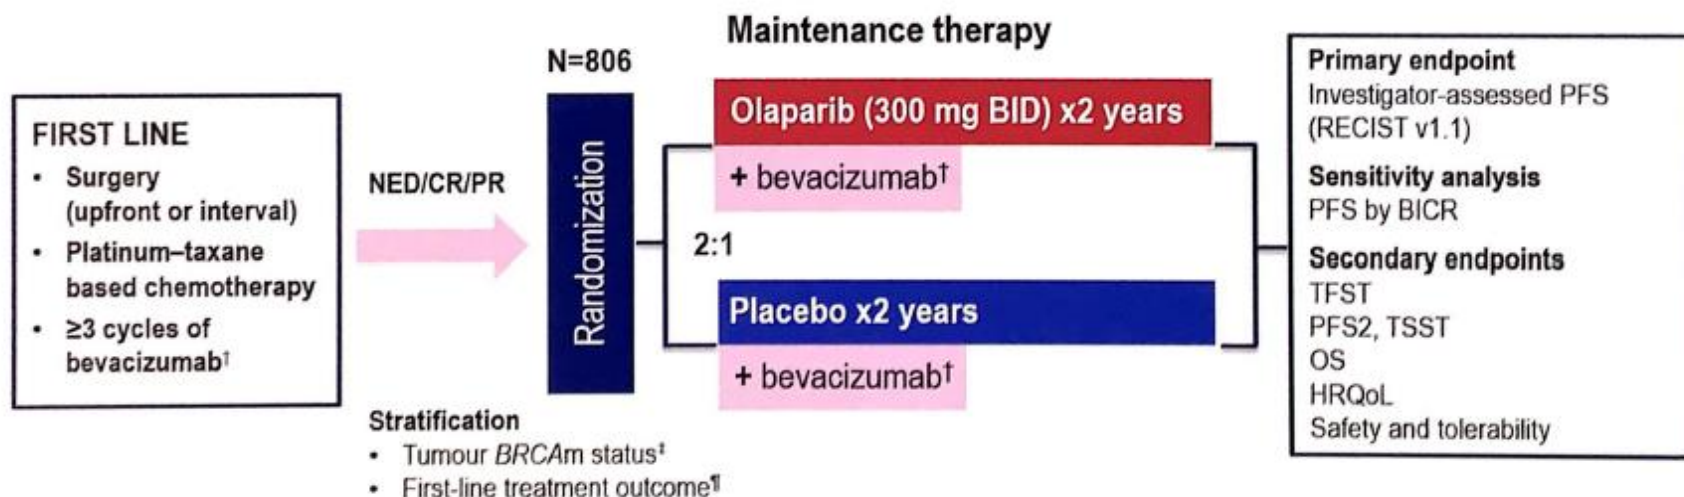 Maintenance therapy
FIRST LINE
• Surgery
(upfront or interval)
• Platinum–taxane
based chemotherapy
• ≥3 cycles of
bevacizumab†
NED/CR/PR
N=806
Randomization
Stratification
• Tumour BRCAm status‡
• First-line treatment outcome¶
2:1
Olaparib (300 mg BID) x2 years
+ bevacizumab†
Placebo x2 years
+ bevacizumab†
Primary endpoint
Investigator-assessed PFS
(RECIST v1.1)
Sensitivity analysis
PFS by BICR
Secondary endpoints
TFST
PFS2, TSST
OS
HRQoL
Safety and tolerability